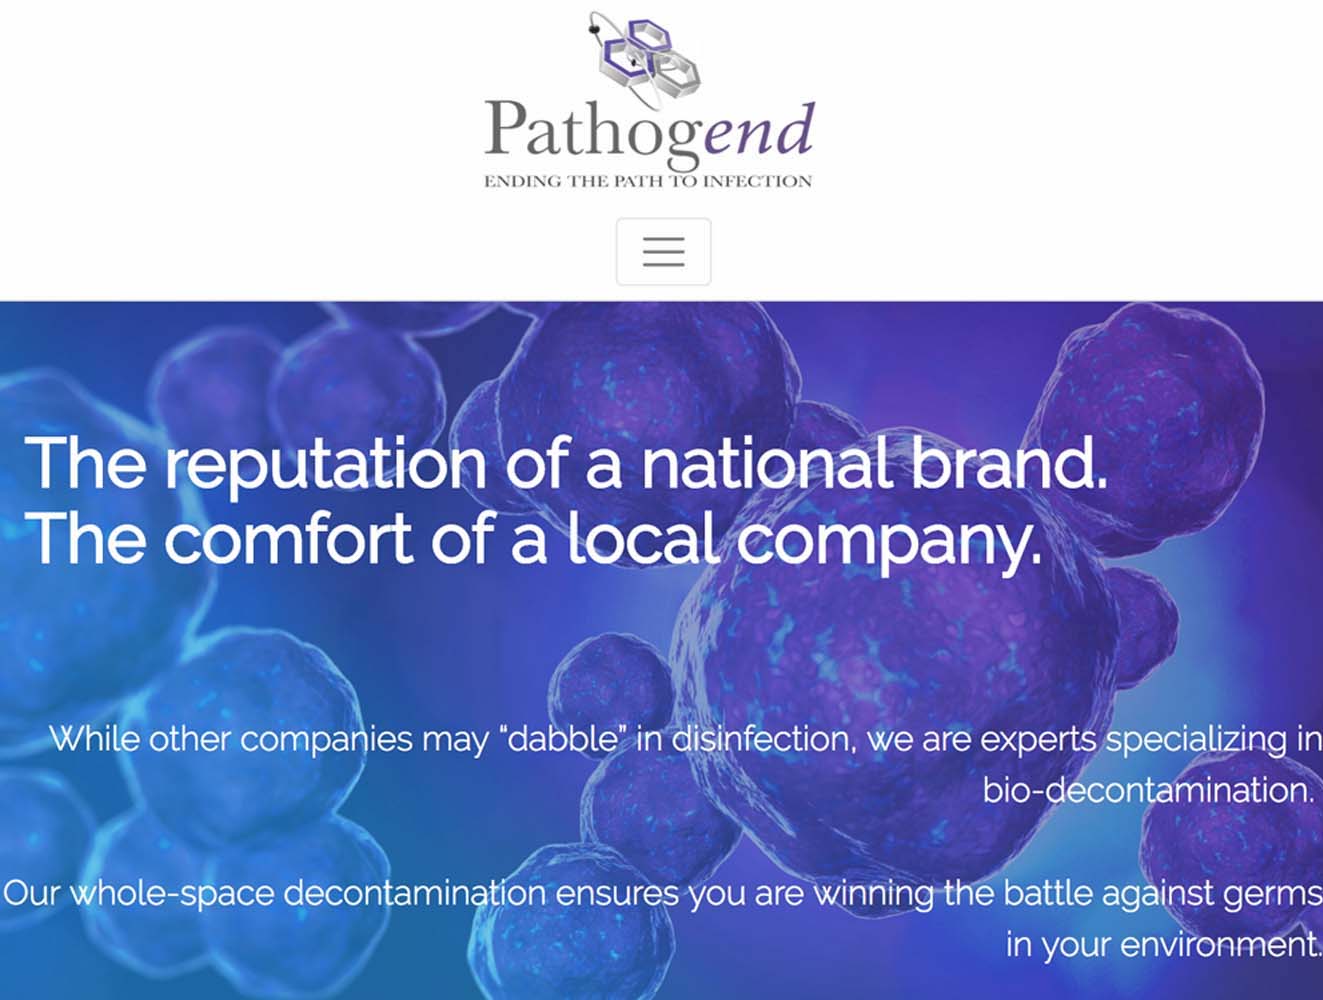 Pathogend
ENDING THE PATH TO INFECTION
The reputation of a national brand.
The comfort of a local company.
While other companies may “dabble” in disinfection, we are experts specializing in
bio-decontamination.
Our whole-space decontamination ensures you are winning the battle against germs
in your environment.